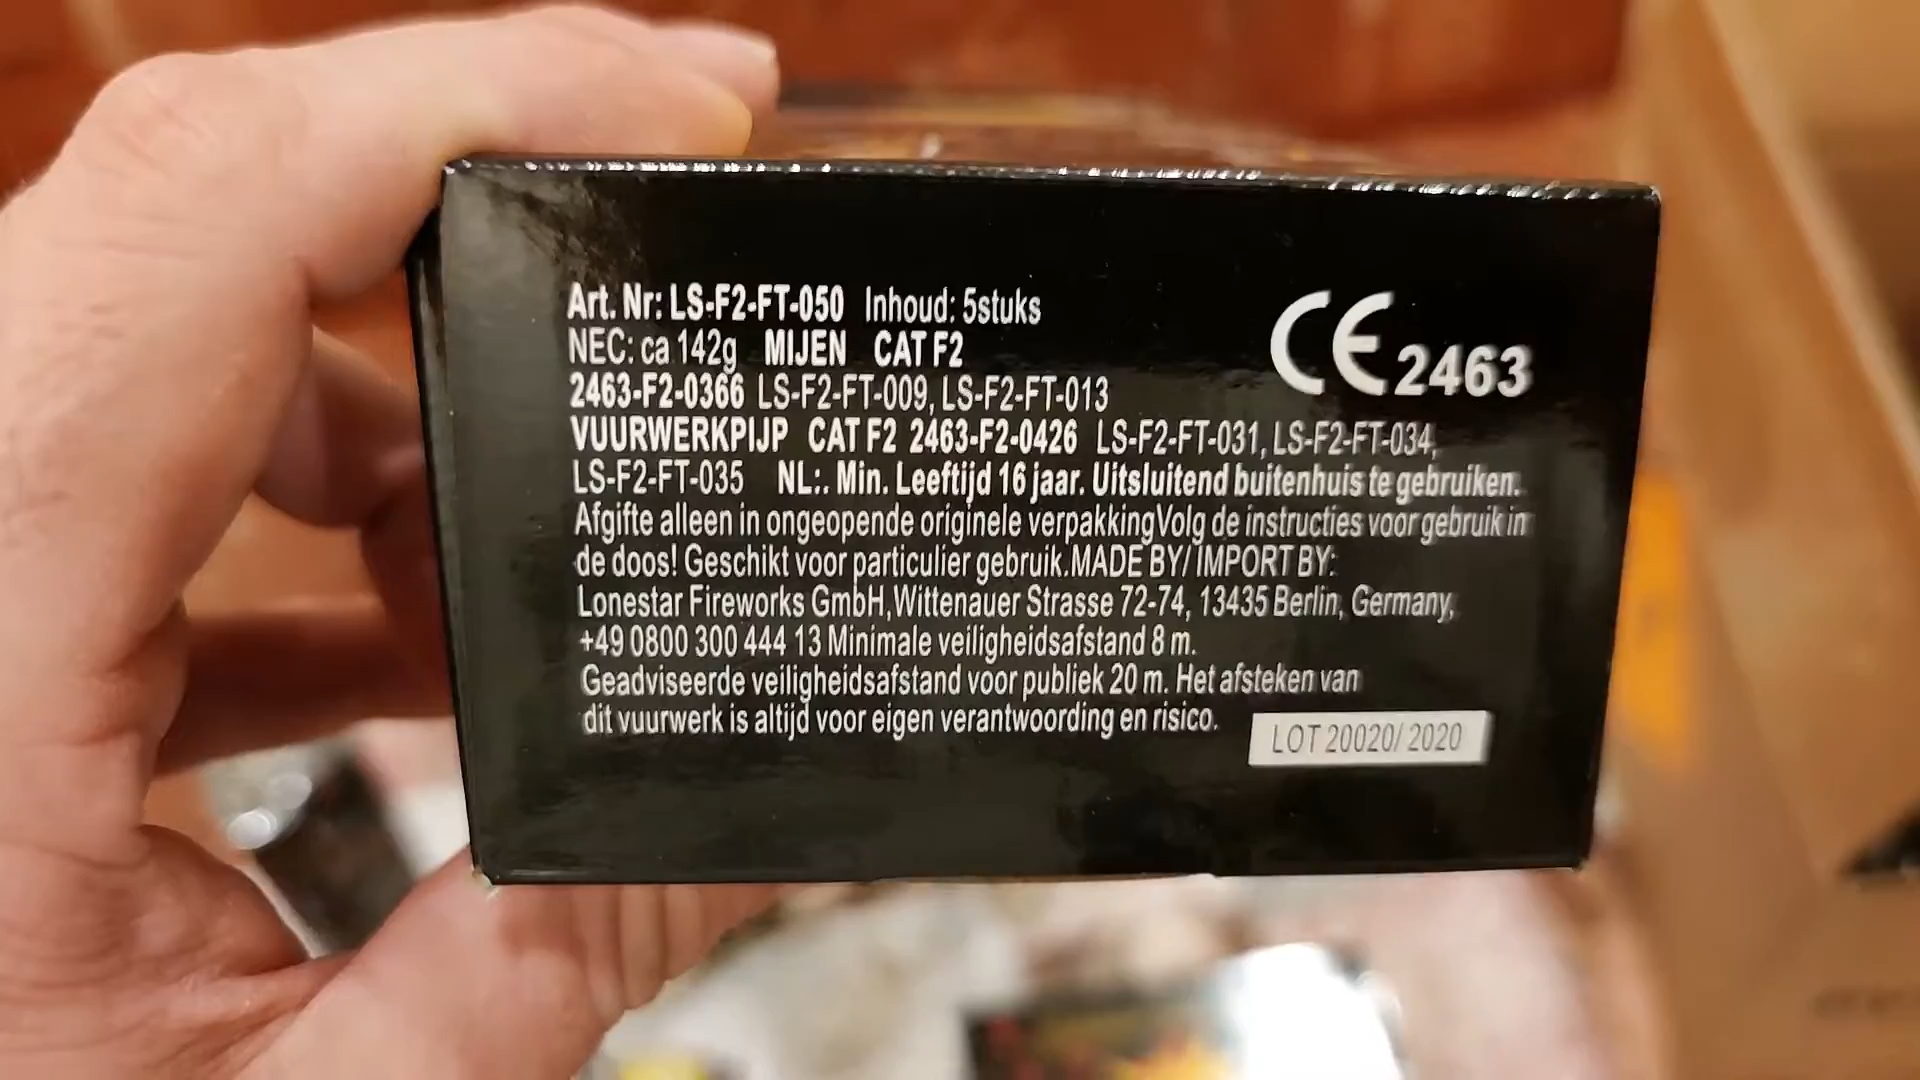 Art. Nr: LS-F2-FT-050 Inhoud: 5stuks
NEC: ca 142g MIJEN CAT F2
2463-F2-0366 LS-F2-FT-009, LS-F2-FT-013
VUURWERKPIJP CAT F2 2463-F2-0426 LS-F2-FT-031, LS-F2-FT-034,
LS-F2-FT-035 NL:. Min. Leeftijd 16 jaar. Uitsluitend buitenhuis te gebruiken.
Afgifte alleen in ongeopende originele verpakkingVolg de instructies voor gebruik in
de doos! Geschikt voor particulier gebruik.MADE BY/ IMPORT BY:
Lonestar Fireworks GmbH,Wittenauer Strasse 72-74, 13435 Berlin, Germany,
+49 0800 300 444 13 Minimale veiligheidsafstand 8 m.
Geadviseerde veiligheidsafstand voor publiek 20 m. Het afsteken van
dit vuurwerk is altijd voor eigen verantwoording en risico.
CE 2463
LOT 20020/ 2020